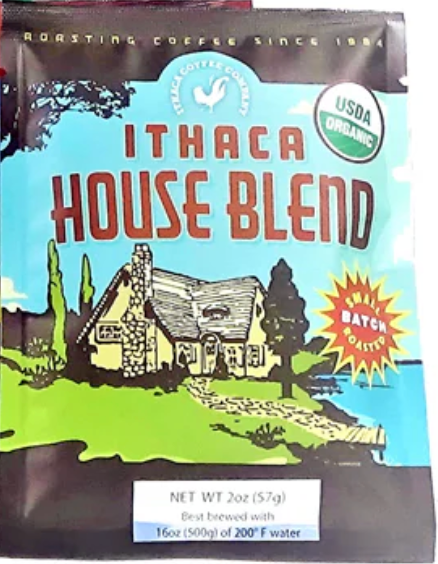 ROASTING COFFEE SINCE 1984
ITHACA COFFEE COMPANY
USDA
ORGANIC
ITHACA
HOUSE BLEND
SMALL
BATCH
ROASTED
NET WT 2oz (57g)
Best brewed with
16oz (500g) of 200° F water